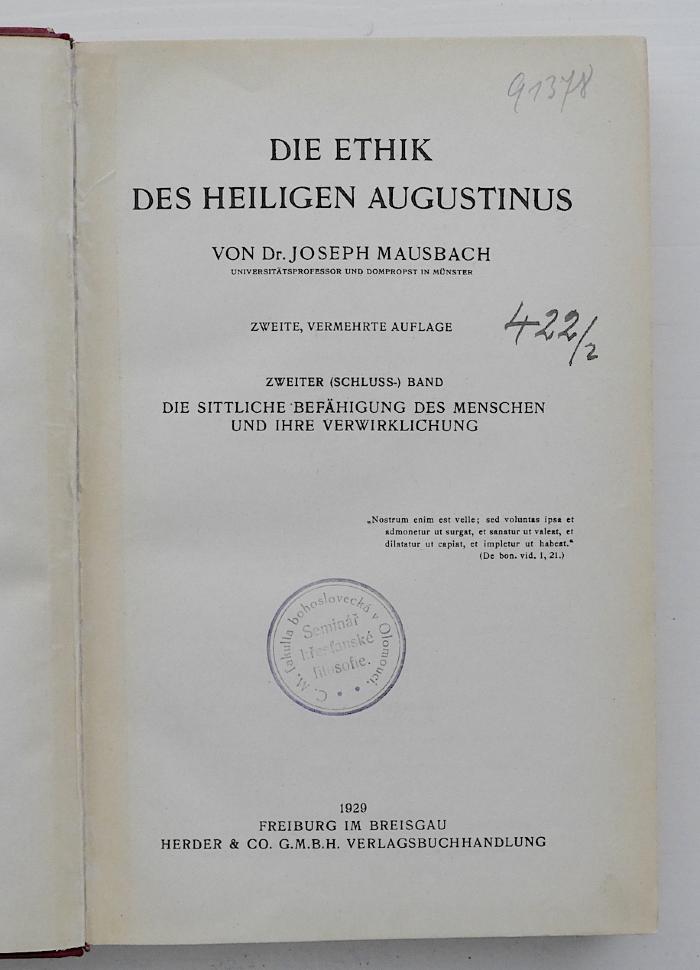 91378
DIE ETHIK
DES HEILIGEN AUGUSTINUS
VON Dr. JOSEPH MAUSBACH
UNIVERSITÄTSPROFESSOR UND DOMPROPST IN MÜNSTER
ZWEITE, VERMEHRTE AUFLAGE
422/2
ZWEITER (SCHLUSS-) BAND
DIE SITTLICHE BEFÄHIGUNG DES MENSCHEN
UND IHRE VERWIRKLICHUNG
„Nostrum enim est velle; sed voluntas ipsa et
admonetur ut surgat, et sanatur ut valeat, et
dilatatur ut capiat, et impletur ut habeat.“
(De bon. vid. 1, 21.)
C. M. fakulta bohoslovecká v Olomouci.
Seminář
křesťanské
filosofie.
1929
FREIBURG IM BREISGAU
HERDER & CO. G.M.B.H. VERLAGSBUCHHANDLUNG